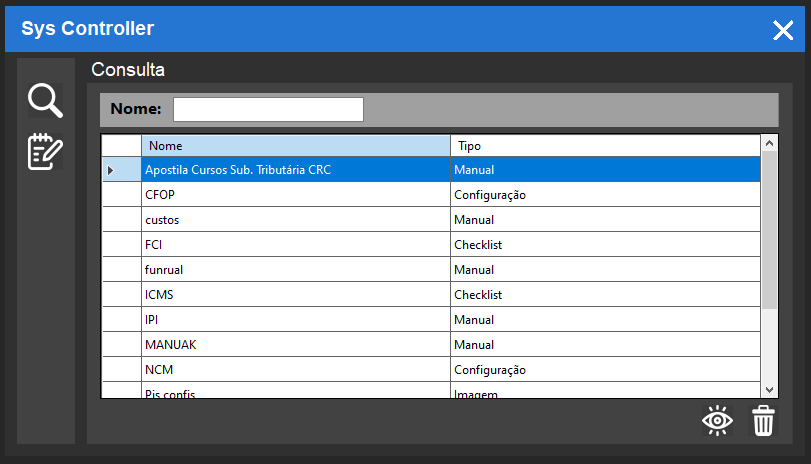 Sys Controller
Consulta
Nome:
Nome Tipo
Apostila Cursos Sub. Tributária CRC Manual
CFOP Configuração
custos Manual
FCI Checklist
funrual Manual
ICMS Checklist
IPI Manual
MANUAK Manual
NCM Configuração
Pis confis Imagem